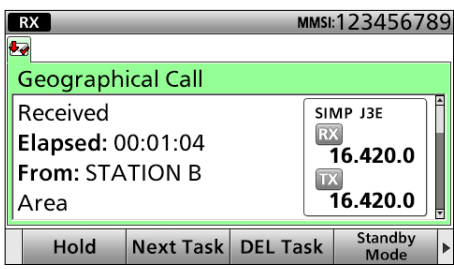 RX MMSI:123456789
Geographical Call
Received
Elapsed: 00:01:04
From: STATION B
Area
SIMP J3E
RX
16.420.0
TX
16.420.0
Hold Next Task DEL Task Standby Mode